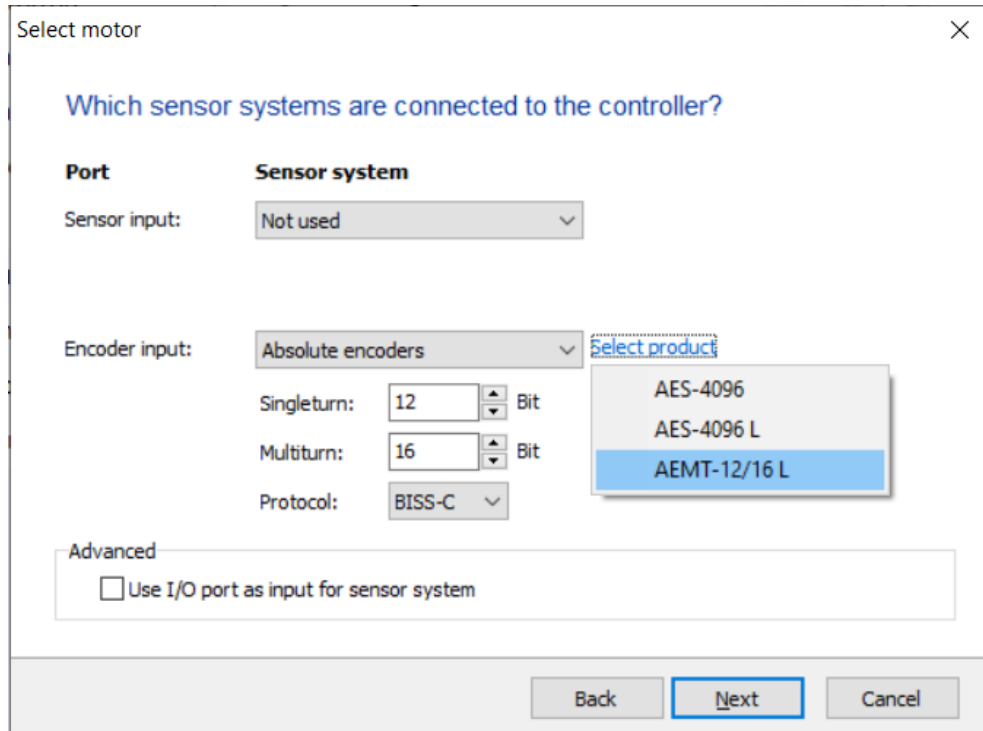 Select motor
Which sensor systems are connected to the controller?
Port Sensor system
Sensor input: Not used
Encoder input: Absolute encoders Select product
AES-4096
Singleturn: 12 Bit
AES-4096 L
Multiturn: 16 Bit
AEMT-12/16 L
Protocol: BISS-C
Advanced
Use I/O port as input for sensor system
Back Next Cancel